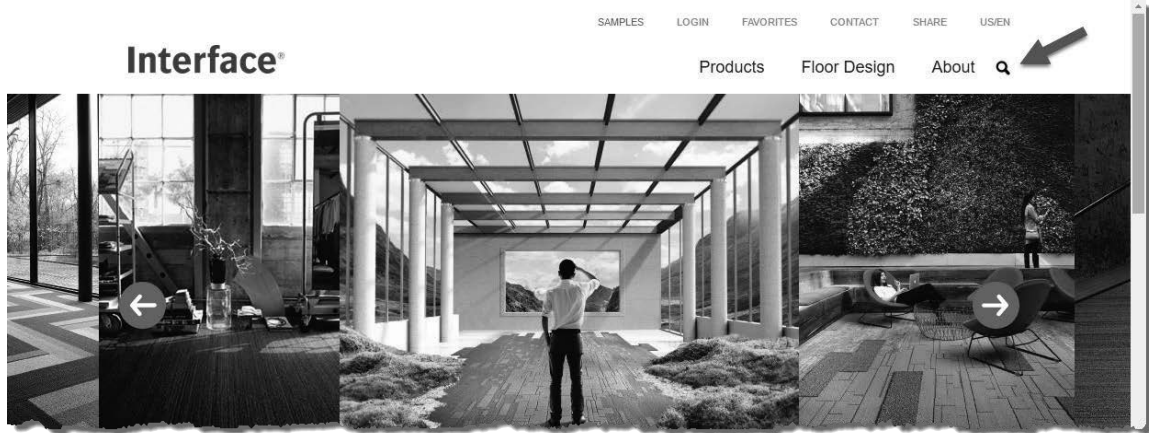 SAMPLES LOGIN FAVORITES CONTACT SHARE US/EN
Interface®
Products Floor Design About